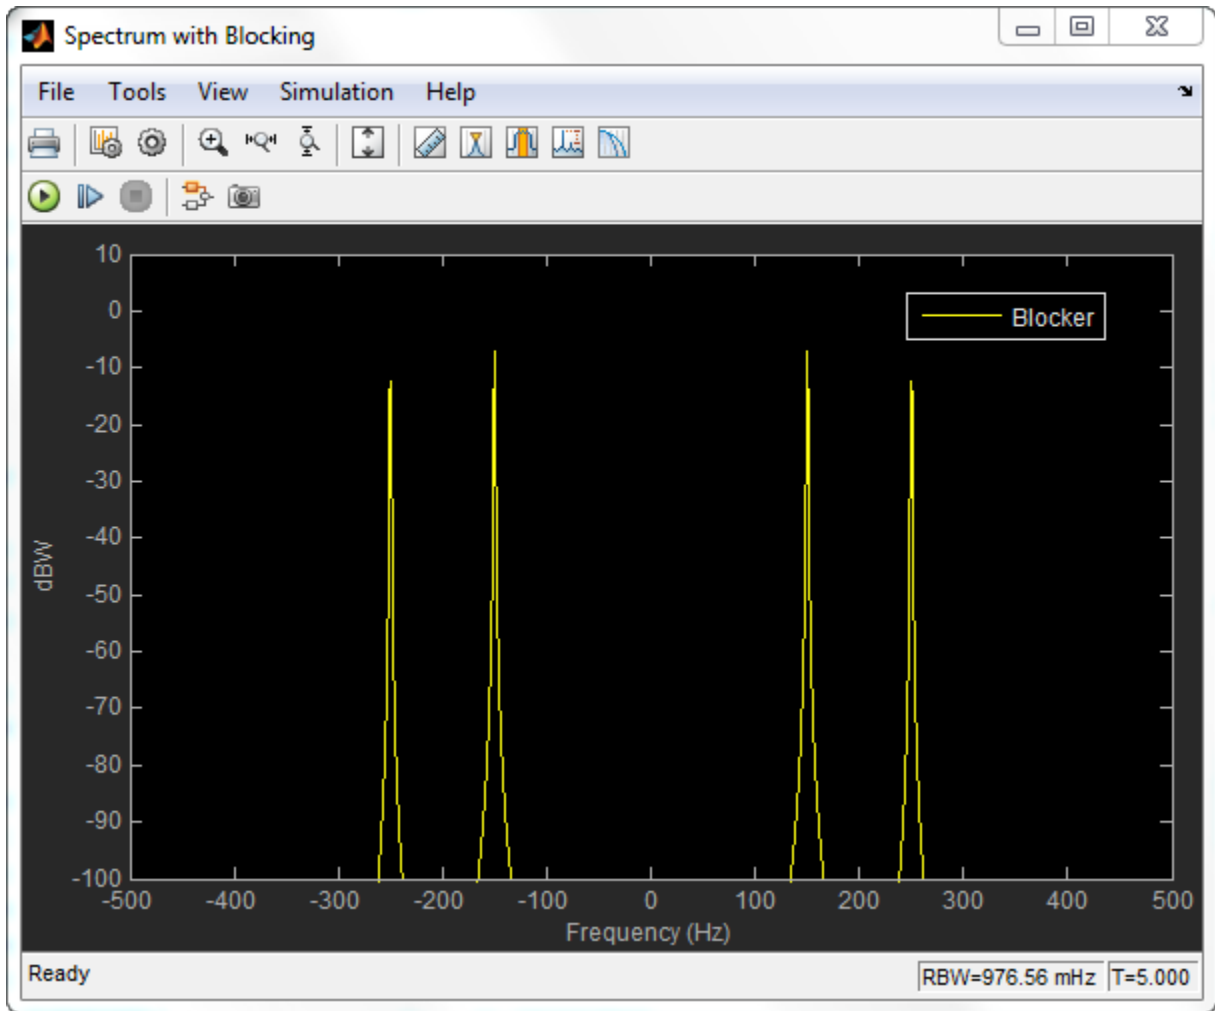 Spectrum with Blocking
File Tools View Simulation Help
10
0
-10
-20
-30
-40
-50
-60
-70
-80
-90
-100
dBW
Blocker
-500 -400 -300 -200 -100 0 100 200 300 400 500
Frequency (Hz)
Ready
RBW=976.56 mHz T=5.000